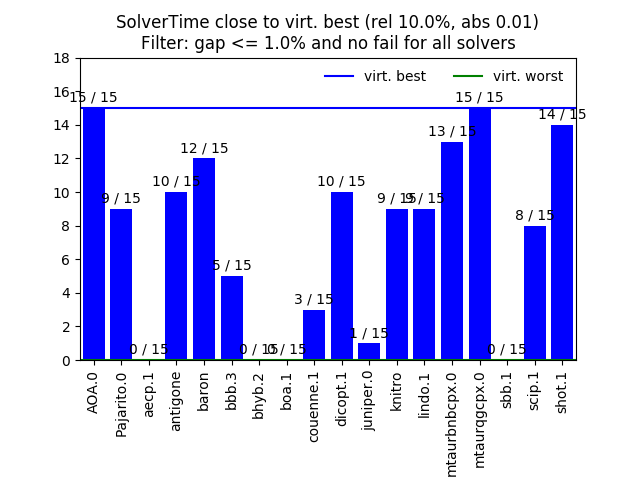 SolverTime close to virt. best (rel 10.0%, abs 0.01)
Filter: gap <= 1.0% and no fail for all solvers
virt. best
virt. worst
18
16
14
12
10
8
6
4
2
0
15 / 15
9 / 15
0 / 15
10 / 15
12 / 15
5 / 15
0 / 15
0 / 15
3 / 15
10 / 15
1 / 15
9 / 15
9 / 15
13 / 15
15 / 15
0 / 15
8 / 15
14 / 15
AOA.0
Pajarito.0
aecp.1
antigone
baron
bbb.3
bhyb.2
boa.1
couenne.1
dicopt.1
juniper.0
knitro
lindo.1
mtaurbnbcpx.0
mtaurqgcpx.0
sbb.1
scip.1
shot.1